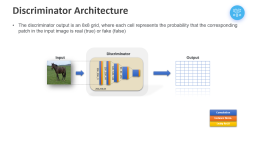 Discriminator Architecture
• The discriminator output is an 8x8 grid, where each cell represents the probability that the corresponding
patch in the input image is real (true) or fake (false)
Input
Discriminator
Output